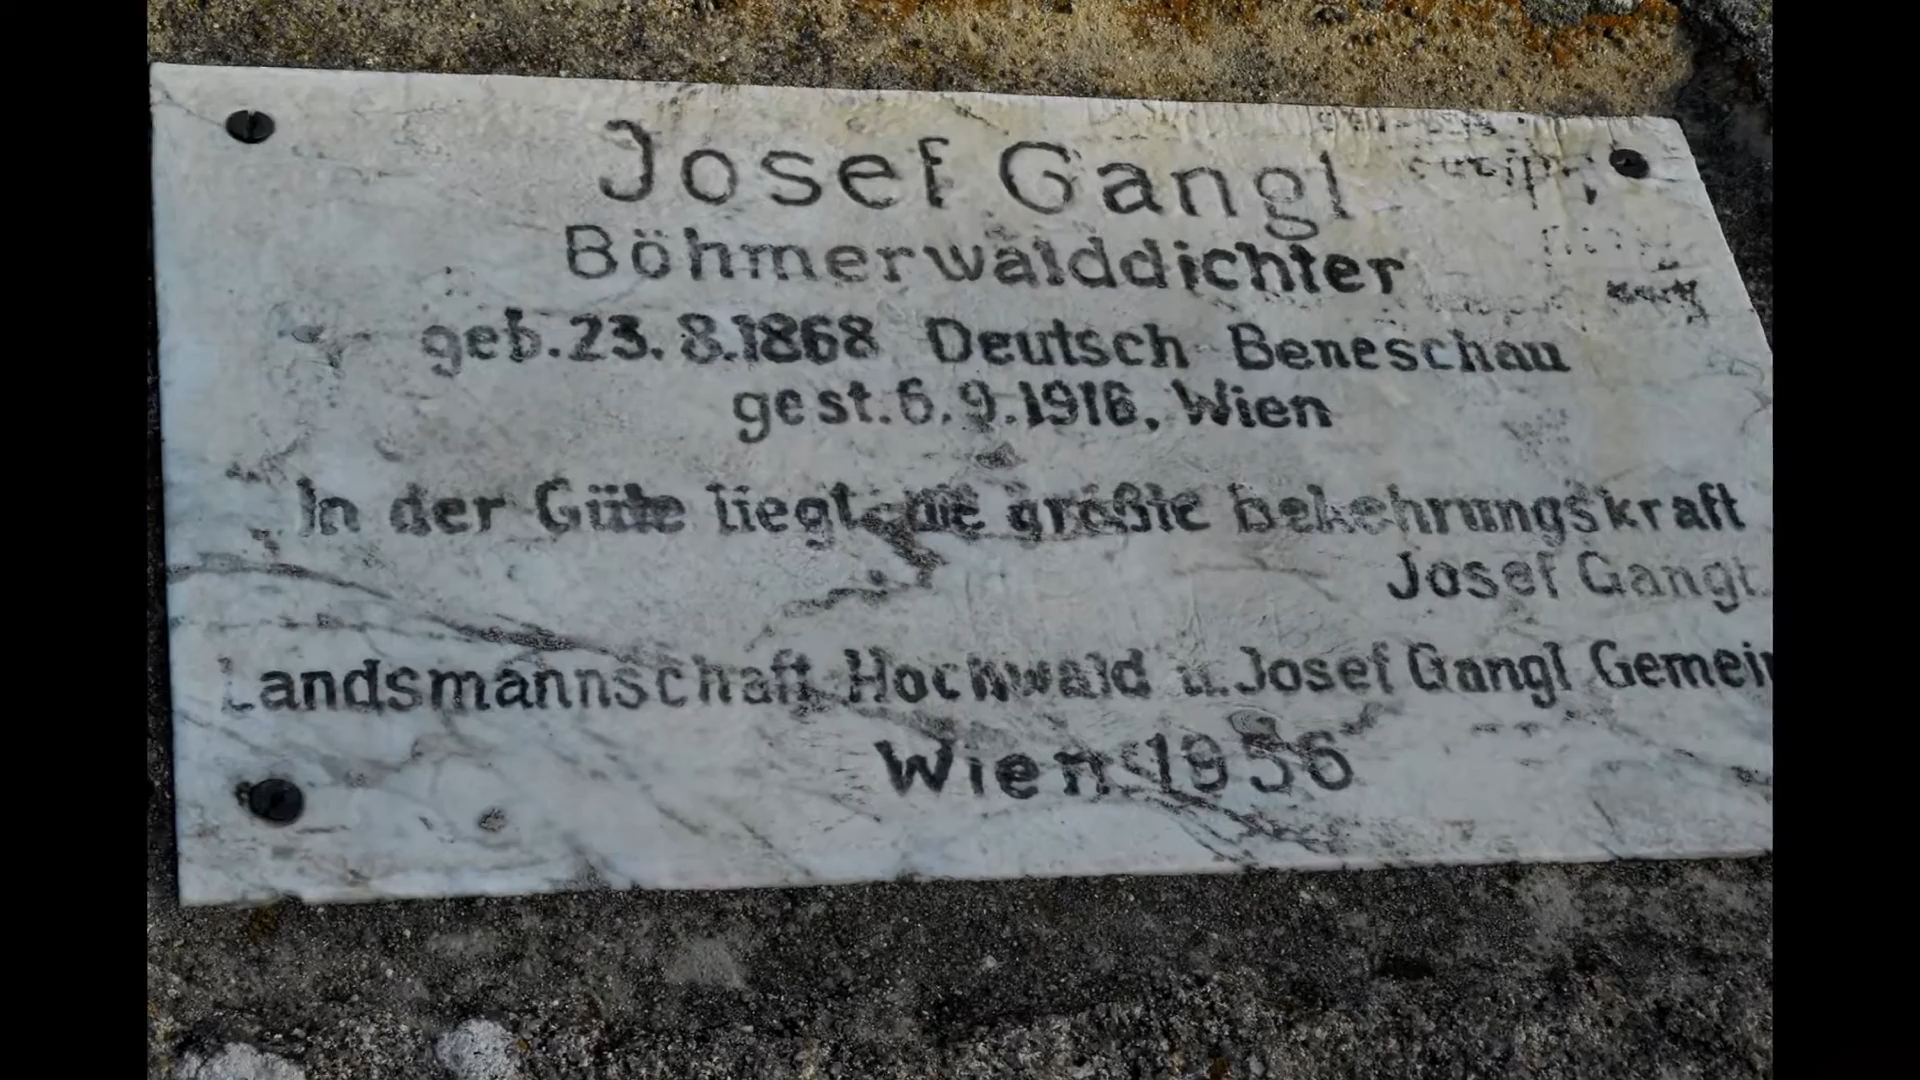 Josef Gangl
Böhmerwalddichter
geb. 23. 8. 1868 Deutsch Beneschau
gest. 6. 9. 1916, Wien
In der Güte liegt die größte bekehrungskraft
Josef Gangl.
Landsmannschaft Hochwald u. Josef Gangl Gemein
Wien 1956